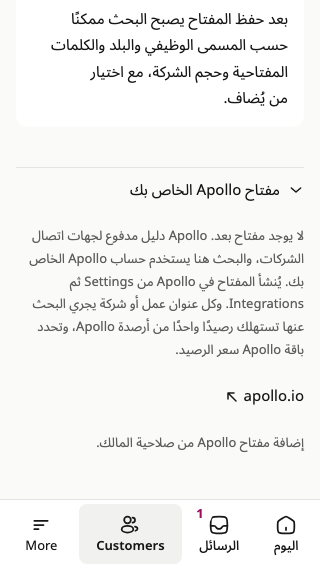 بعد حفظ المفتاح يصبح البحث ممكنًا
حسب المسمى الوظيفي والبلد والكلمات
المفتاحية وحجم الشركة، مع اختيار
من يُضاف.
مفتاح Apollo الخاص بك
لا يوجد مفتاح بعد. Apollo دليل مدفوع لجهات اتصال
الشركات، والبحث هنا يستخدم حساب Apollo الخاص
بك. يُنشأ المفتاح في Apollo من Settings ثم
Integrations. وكل عنوان عمل أو شركة يجري البحث
عنها تستهلك رصيدًا واحدًا من أرصدة Apollo، وتحدد
باقة Apollo سعر الرصيد.
apollo.io
إضافة مفتاح Apollo من صلاحية المالك.
اليوم
1
الرسائل
Customers
More